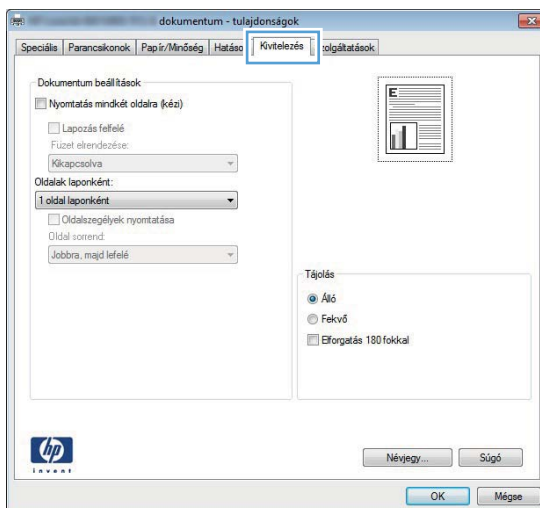 dokumentum - tulajdonságok
Speciális Parancsikonok Papír/Minőség Hatáso Kivitelezés zolgáltatások
Dokumentum beállítások
Nyomtatás mindkét oldalra (kézi)
Lapozás felfelé
Füzet elrendezése:
Kikapcsolva
Oldalak laponként:
1 oldal laponként
Oldalszegélyek nyomtatása
Oldal sorrend:
Jobbra, majd lefelé
E
Tájolás
Álló
Fekvő
Elforgatás 180 fokkal
hp
invent
Névjegy... Súgó
OK Mégse